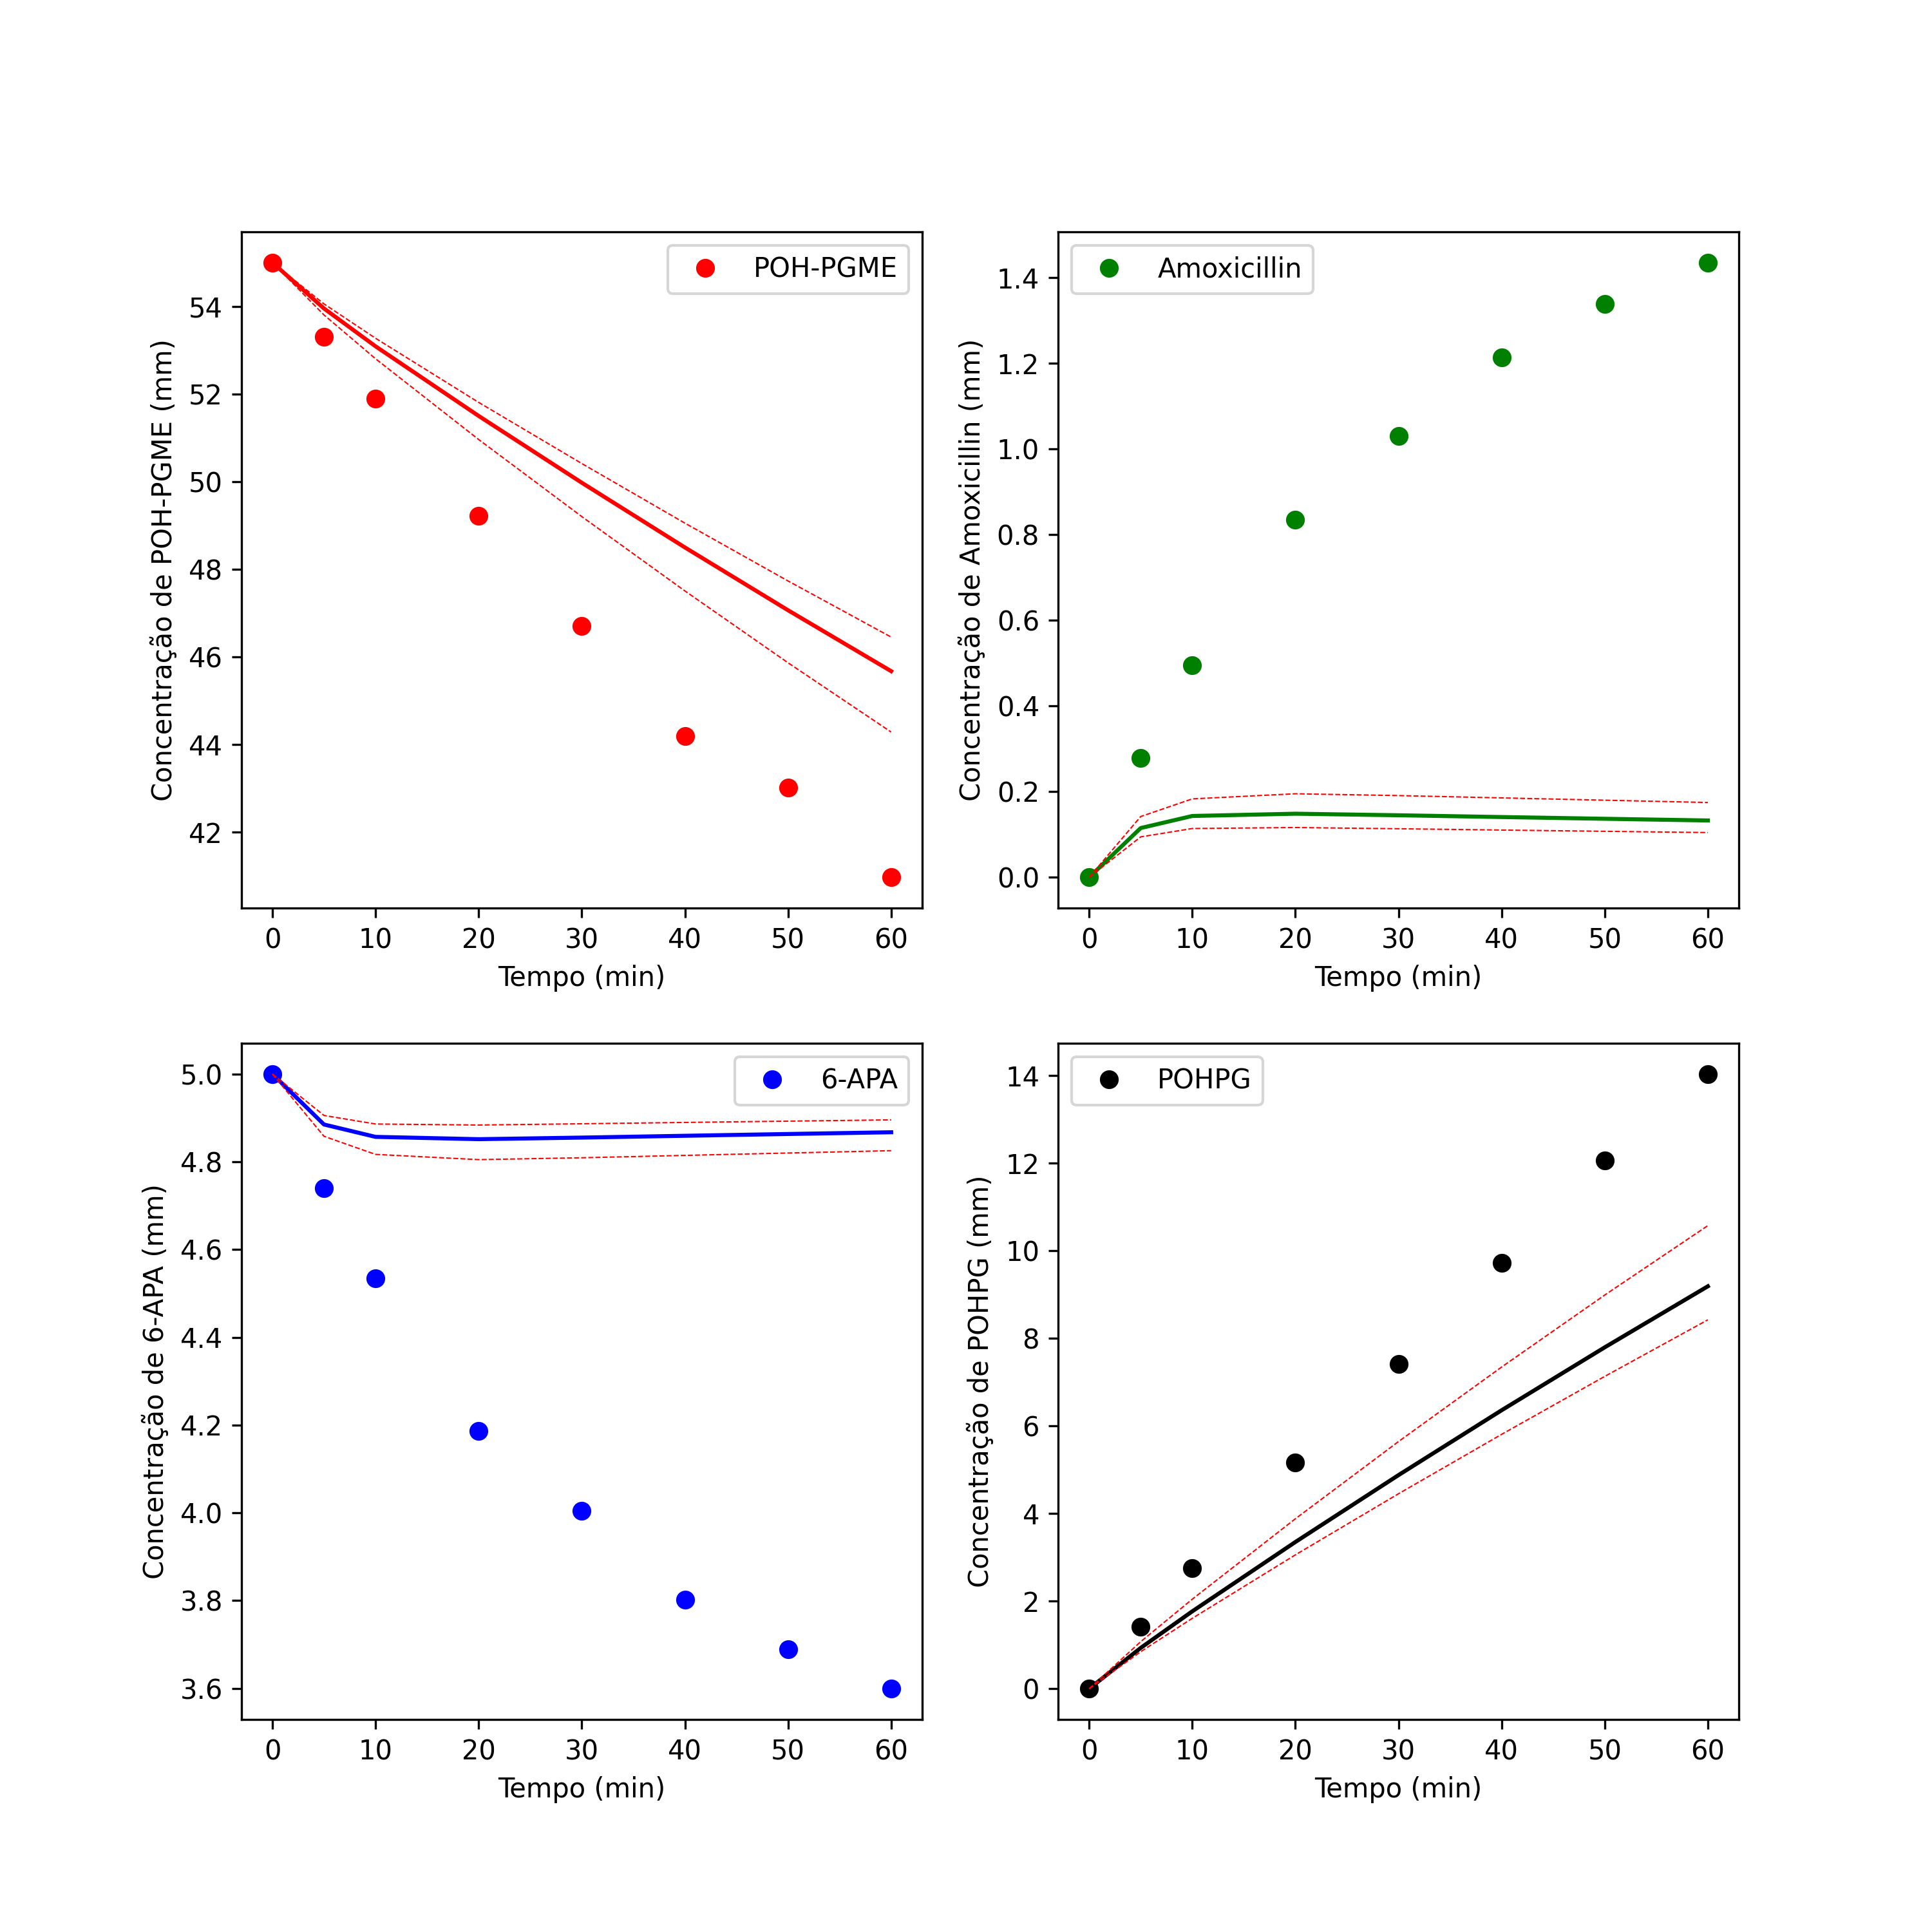 POH-PGME
Concentração de POH-PGME (mm)
54
52
50
48
46
44
42
0 10 20 30 40 50 60
Tempo (min)
Amoxicillin
Concentração de Amoxicillin (mm)
1.4
1.2
1.0
0.8
0.6
0.4
0.2
0.0
0 10 20 30 40 50 60
Tempo (min)
6-APA
Concentração de 6-APA (mm)
5.0
4.8
4.6
4.4
4.2
4.0
3.8
3.6
0 10 20 30 40 50 60
Tempo (min)
POHPG
Concentração de POHPG (mm)
14
12
10
8
6
4
2
0
0 10 20 30 40 50 60
Tempo (min)